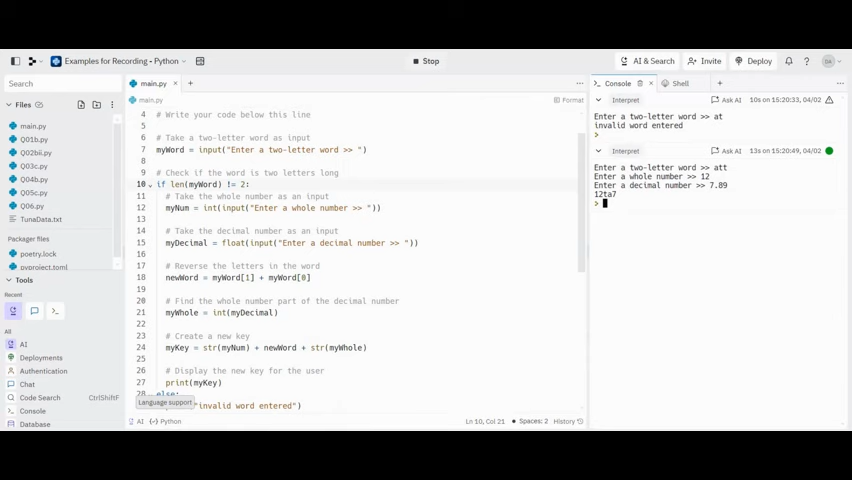 Examples for Recording - Python
Stop
AI & Search
Invite
Deploy
DA
Search
main.py
Console
Shell
main.py
Format
Files
main.py
Q01b.py
Q02bii.py
Q03c.py
Q04b.py
Q05c.py
Q06.py
TunaData.txt
Packager files
poetry.lock
pyproject.toml
Tools
Recent
All
AI
Deployments
Authentication
Chat
Code Search CtrlShiftF
Console
Database
4 # Write your code below this line
5
6 # Take a two-letter word as input
7 myWord = input("Enter a two-letter word >> ")
8
9 # Check if the word is two letters long
10 if len(myWord) != 2:
11 # Take the whole number as an input
12 myNum = int(input("Enter a whole number >> "))
13
14 # Take the decimal number as an input
15 myDecimal = float(input("Enter a decimal number >> "))
16
17 # Reverse the letters in the word
18 newWord = myWord[1] + myWord[0]
19
20 # Find the whole number part of the decimal number
21 myWhole = int(myDecimal)
22
23 # Create a new key
24 myKey = str(myNum) + newWord + str(myWhole)
25
26 # Display the new key for the user
27 print(myKey)
28 else:
Language support
"invalid word entered")
AI
Python
Ln 10, Col 21
Spaces: 2
History
Interpret
Ask AI
10s on 15:20:33, 04/02
Enter a two-letter word >> at
invalid word entered
>
Interpret
Ask AI
13s on 15:20:49, 04/02
Enter a two-letter word >> att
Enter a whole number >> 12
Enter a decimal number >> 7.89
12ta7
>